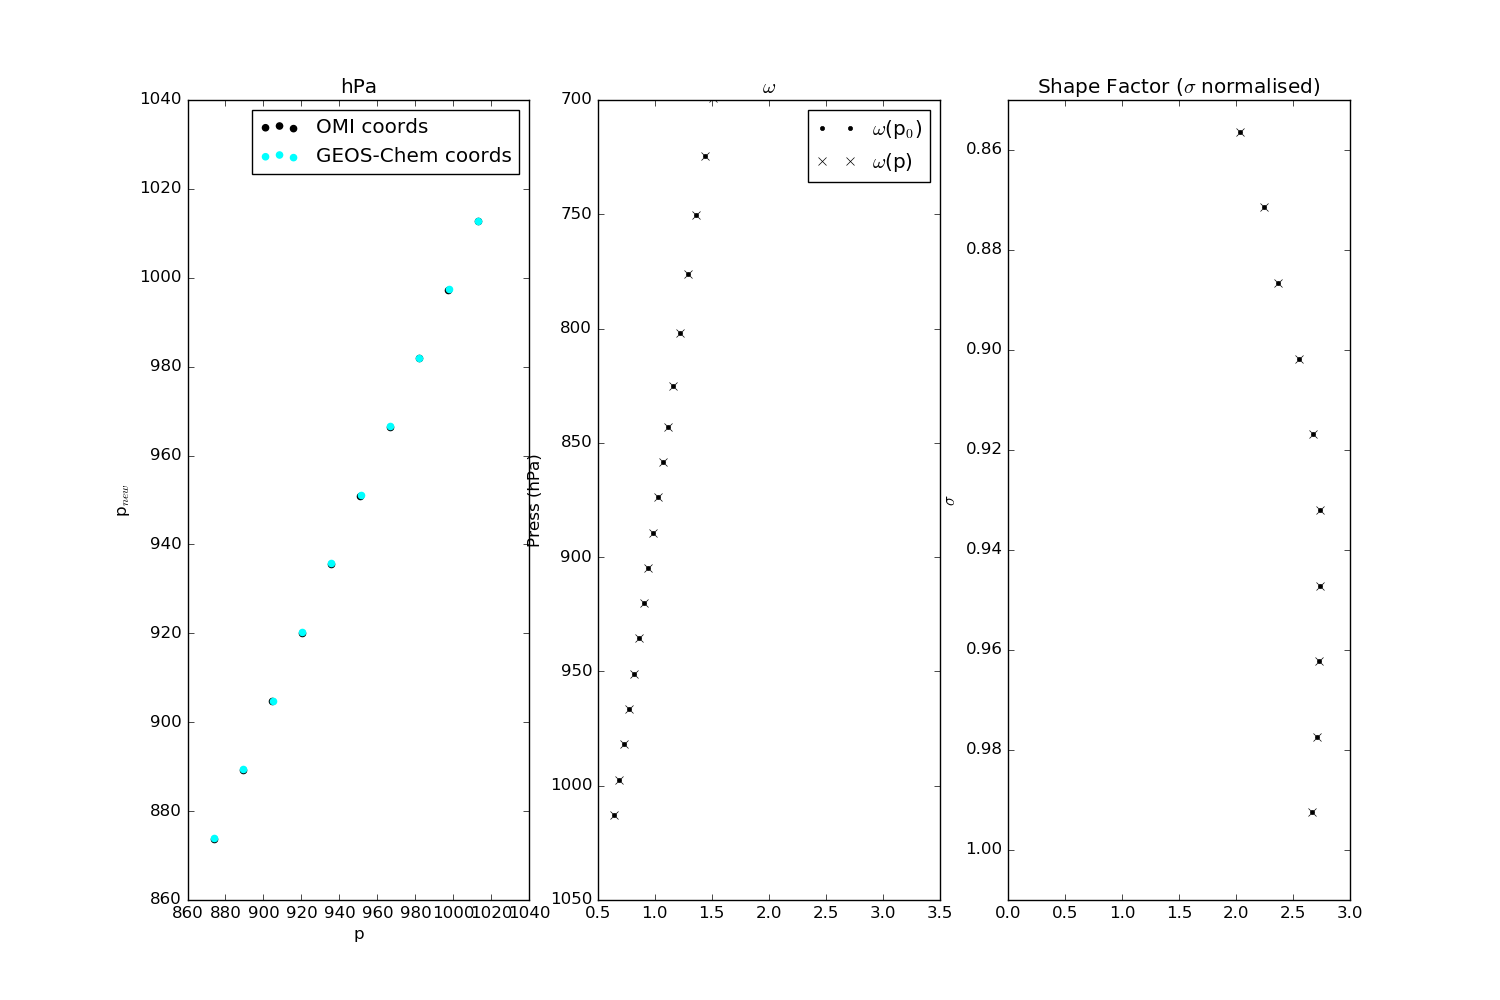 hPa
1040
1020
1000
980
960
940
920
900
880
860
860 880 900 920 940 960 980 1000 1020 1040
p
p_new
OMI coords
GEOS-Chem coords
ω
700
750
800
850
900
950
1000
1050
0.5 1.0 1.5 2.0 2.5 3.0 3.5
Press (hPa)
ω(p₀)
ω(p)
Shape Factor (σ normalised)
0.86
0.88
0.90
0.92
0.94
0.96
0.98
1.00
0.0 0.5 1.0 1.5 2.0 2.5 3.0
σ